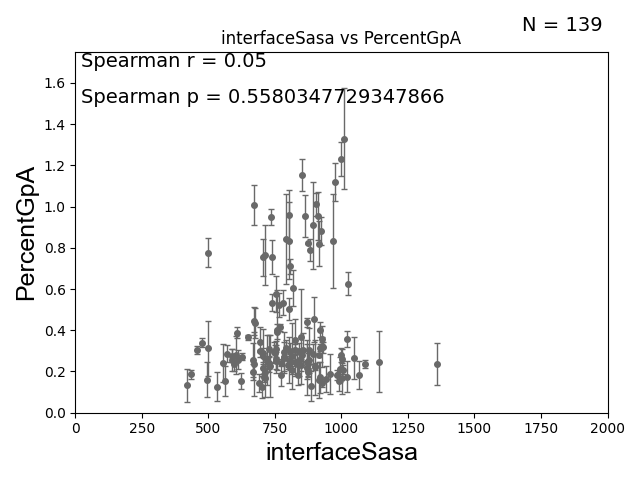 N = 139
interfaceSasa vs PercentGpA
Spearman r = 0.05
Spearman p = 0.5580347729347866
PercentGpA
1.6
1.4
1.2
1.0
0.8
0.6
0.4
0.2
0.0
0 250 500 750 1000 1250 1500 1750 2000
interfaceSasa